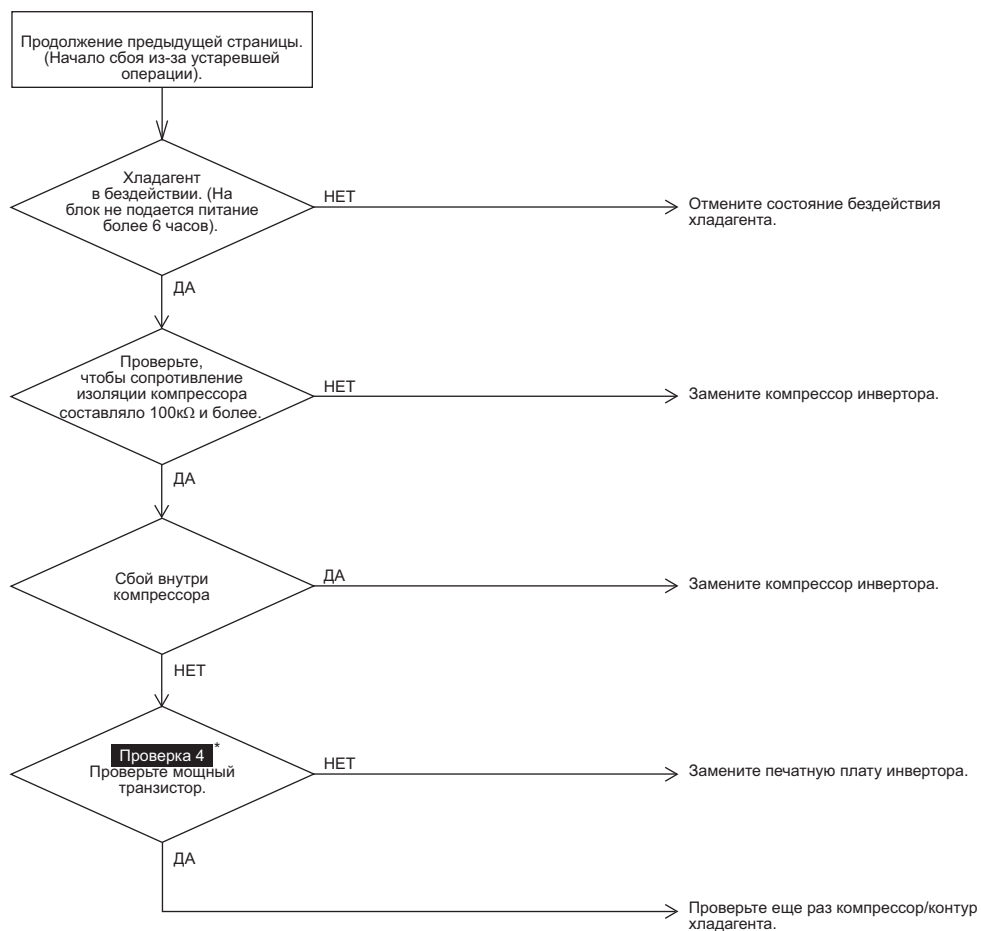 Продолжение предыдущей страницы.
(Начало сбоя из-за устаревшей
операции).
Хладагент
в бездействии. (На
блок не подается питание
более 6 часов).
НЕТ
Отмените состояние бездействия
хладагента.
ДА
Проверьте,
чтобы сопротивление
изоляции компрессора
составляло 100кΩ и более.
НЕТ
Замените компрессор инвертора.
ДА
Сбой внутри
компрессора
ДА
Замените компрессор инвертора.
НЕТ
Проверка 4*
Проверьте мощный
транзистор.
НЕТ
Замените печатную плату инвертора.
ДА
Проверьте еще раз компрессор/контур
хладагента.